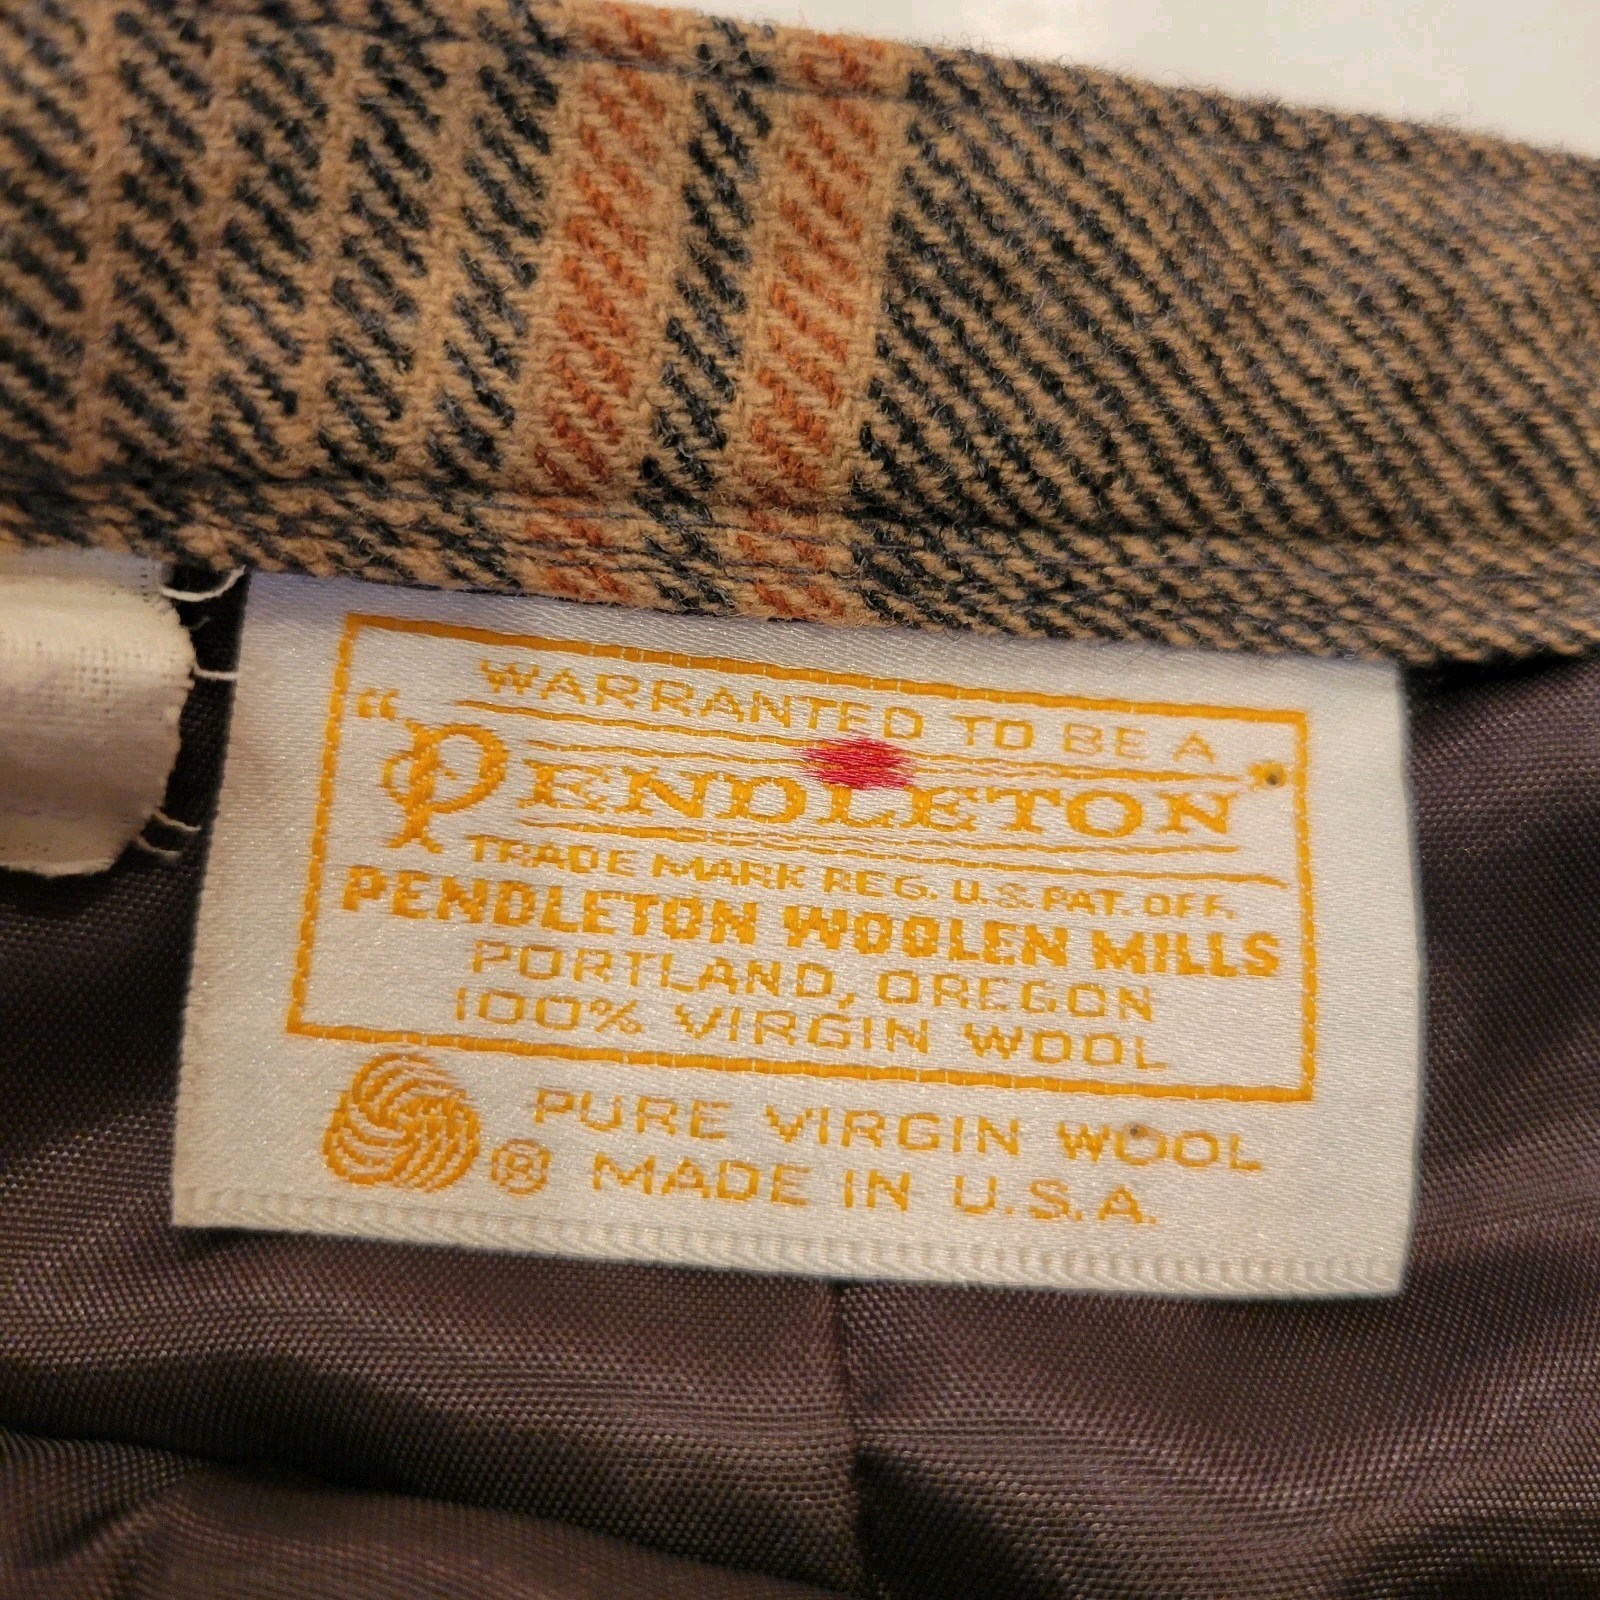 WARRANTED TO BE A
“PENDLETON”
TRADE MARK REG. U.S. PAT. OFF.
PENDLETON WOOLEN MILLS
PORTLAND, OREGON
100% VIRGIN WOOL
PURE VIRGIN WOOL
® MADE IN U.S.A.